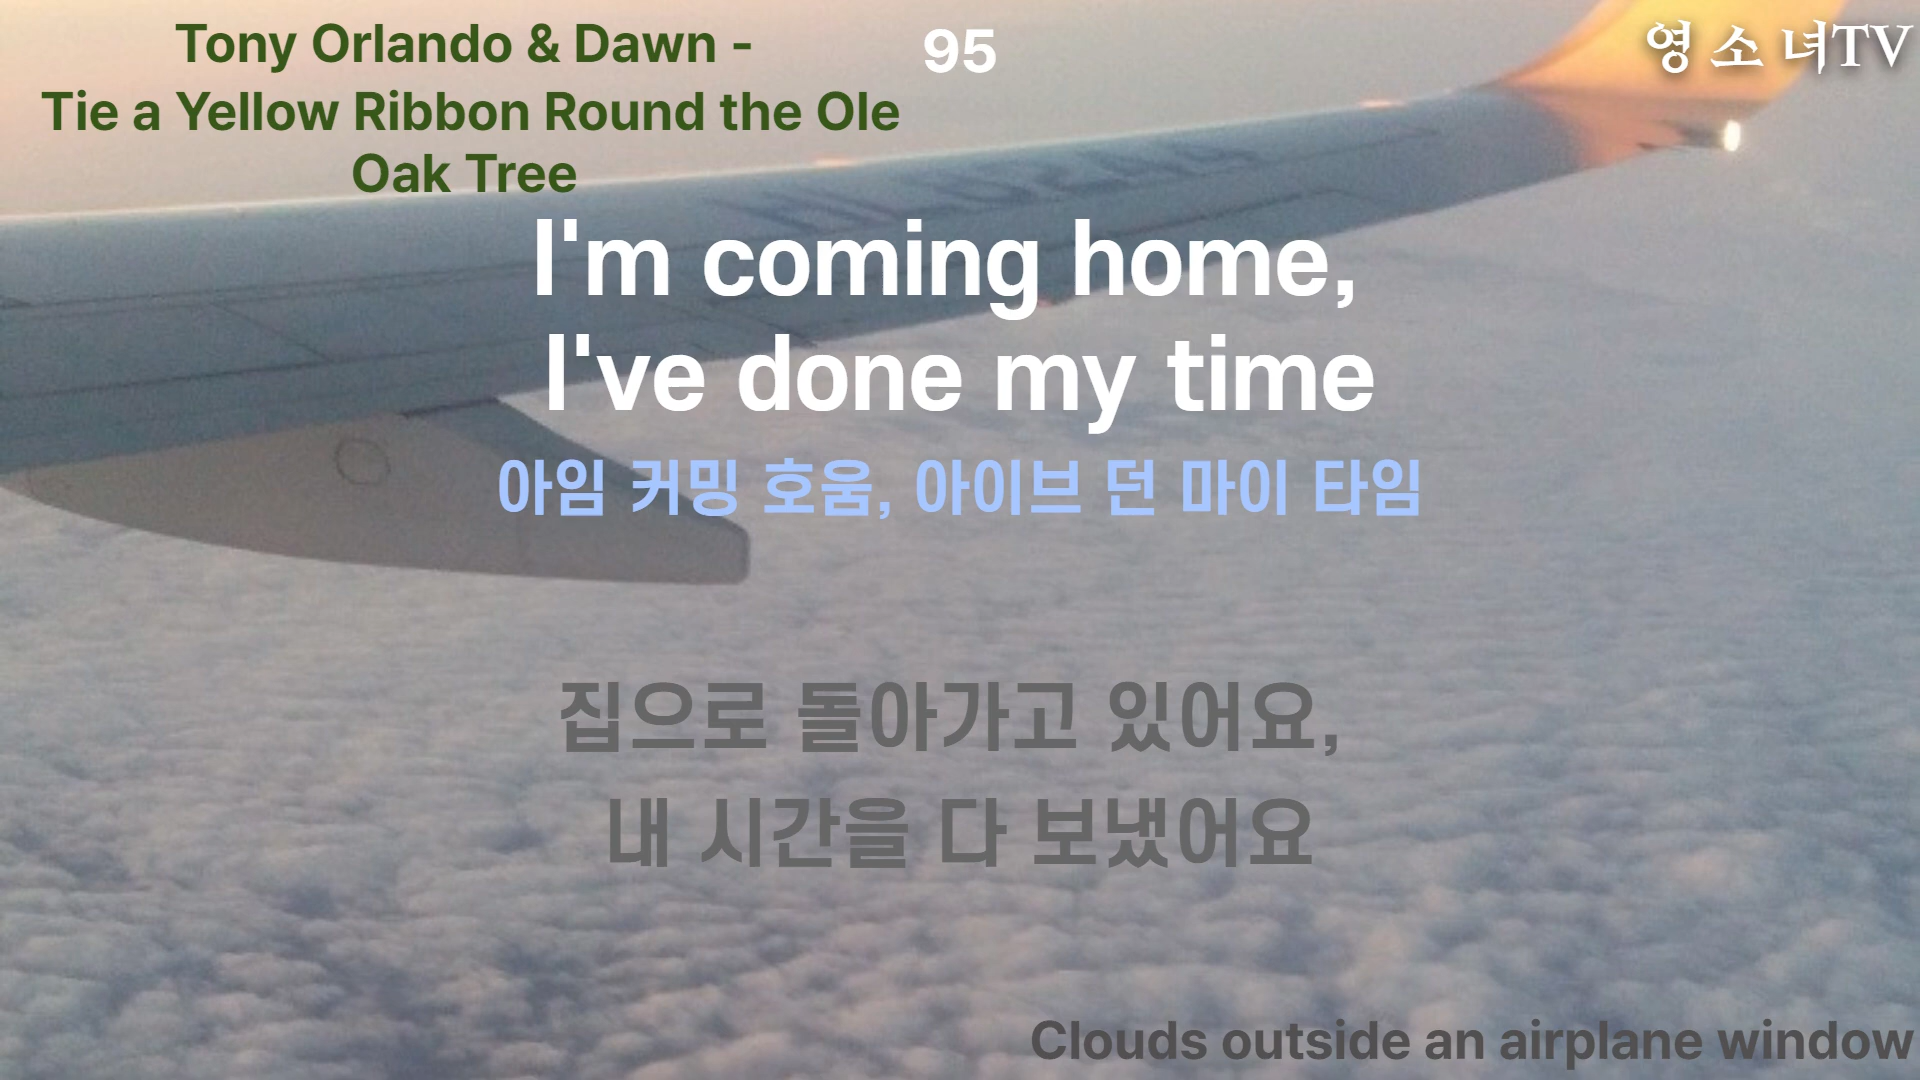 Tony Orlando & Dawn -
Tie a Yellow Ribbon Round the Ole
Oak Tree
95
영 소 녀TV
I'm coming home,
I've done my time
아임 커밍 호움, 아이브 던 마이 타임
집으로 돌아가고 있어요,
내 시간을 다 보냈어요
Clouds outside an airplane window